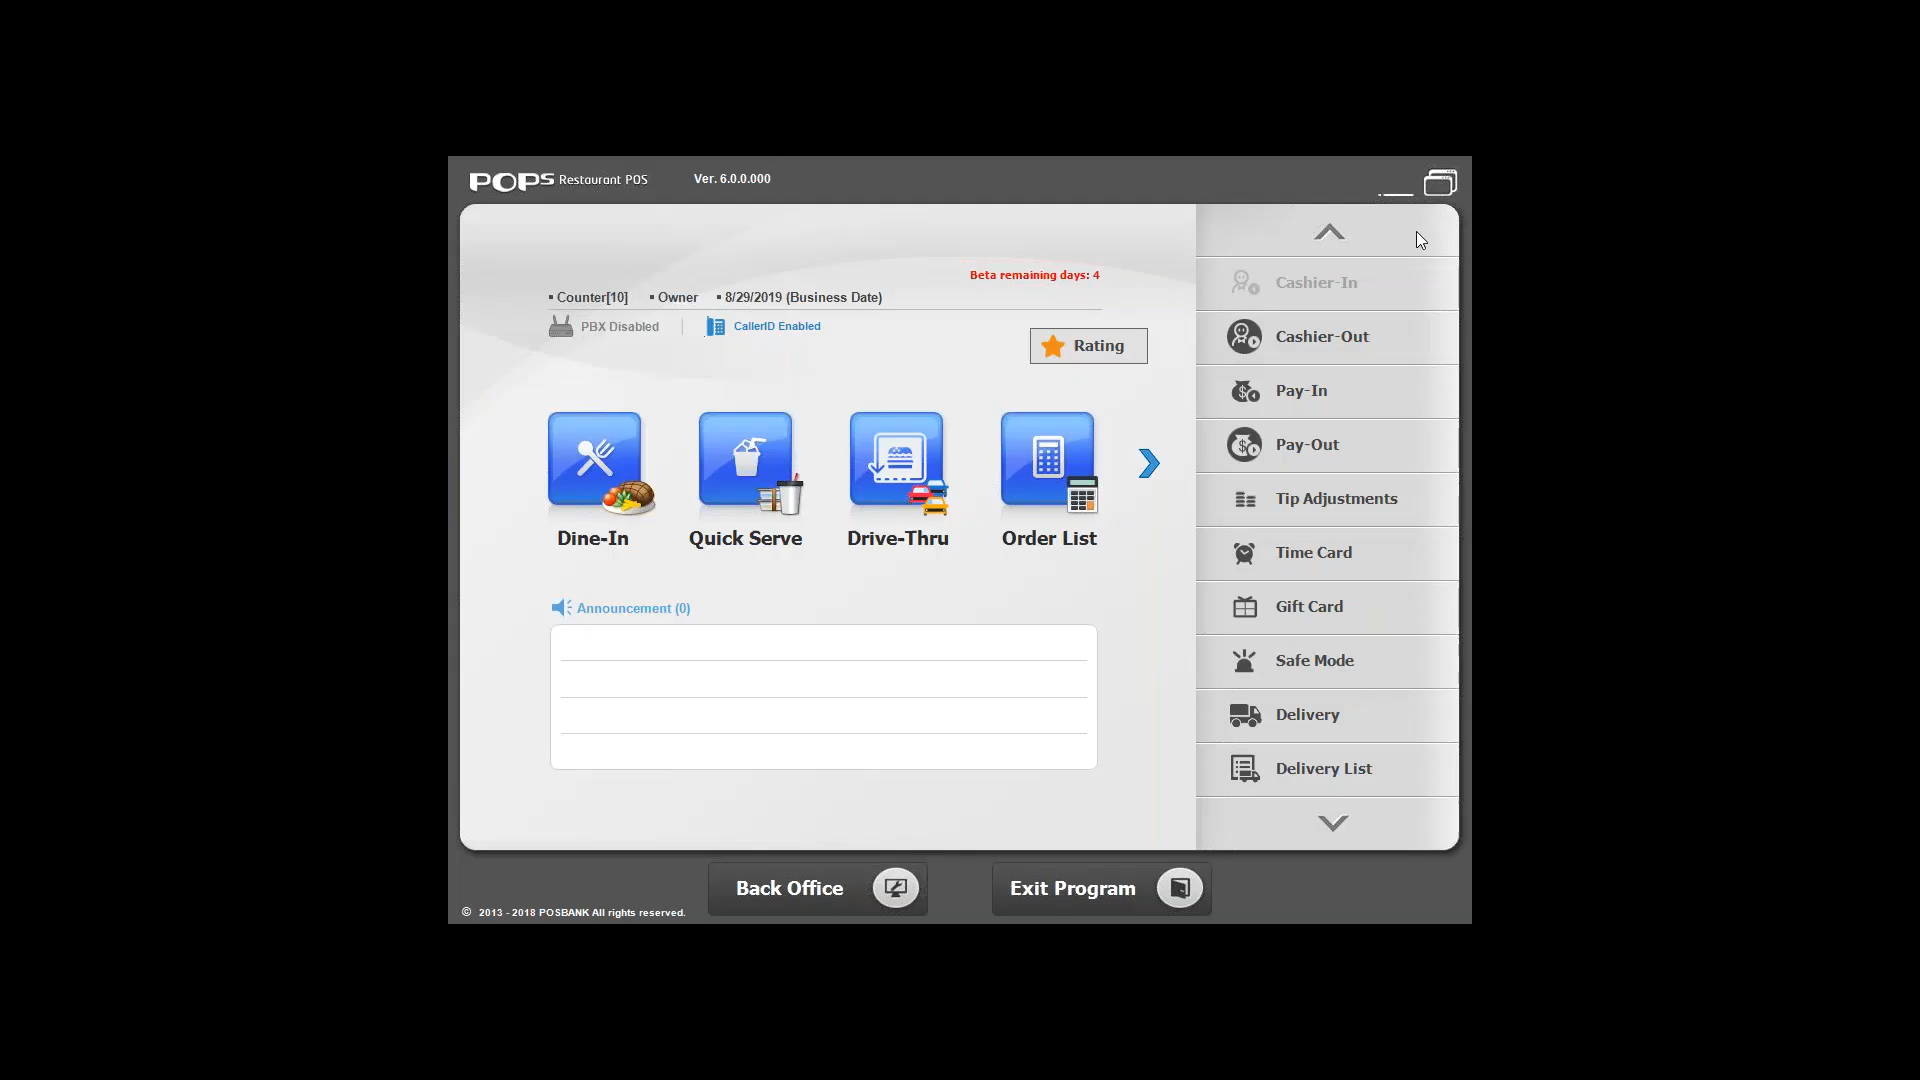 POPS Restaurant POS Ver. 6.0.0.000
Beta remaining days: 4
Counter[10] Owner 8/29/2019 (Business Date)
PBX Disabled CallerID Enabled
Rating
Dine-In Quick Serve Drive-Thru Order List
Announcement (0)
Cashier-In
Cashier-Out
Pay-In
Pay-Out
Tip Adjustments
Time Card
Gift Card
Safe Mode
Delivery
Delivery List
Back Office Exit Program
© 2013 - 2018 POSBANK All rights reserved.